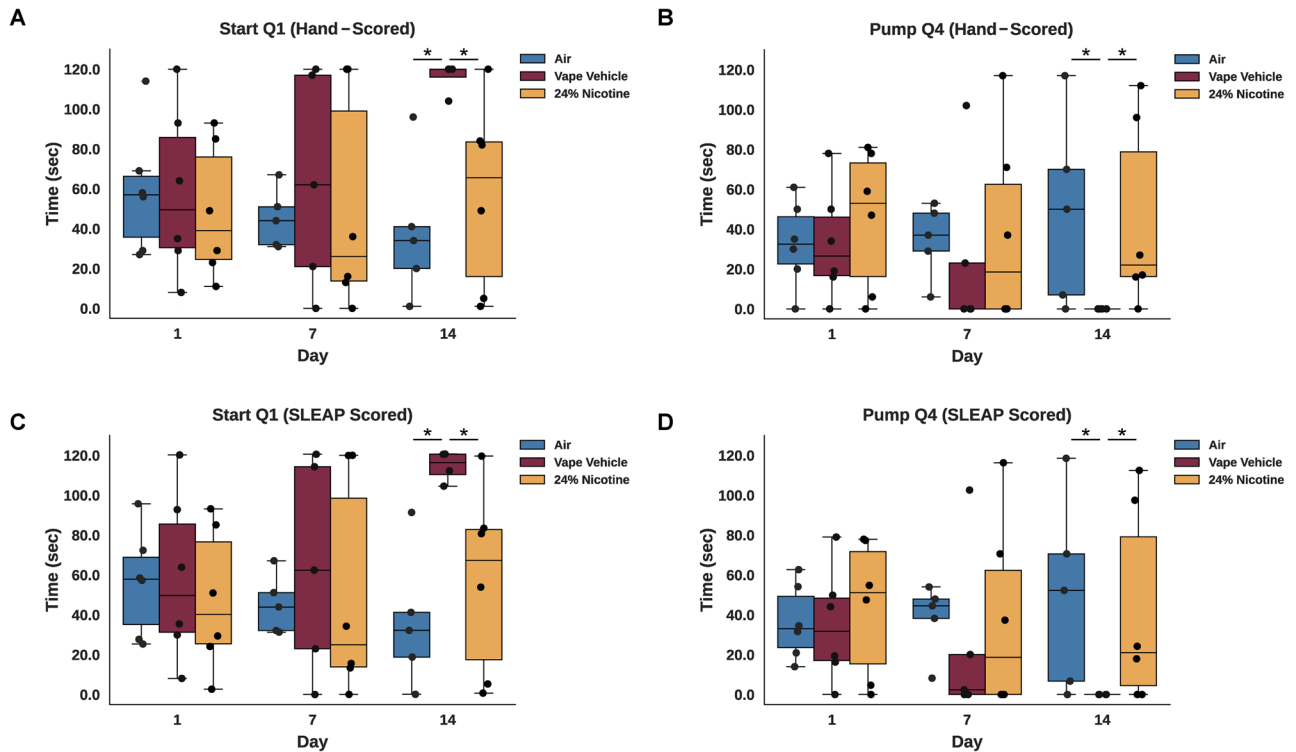 A
Start Q1 (Hand – Scored)
* *
Air
Vape Vehicle
24% Nicotine
Time (sec)
120.0
100.0
80.0
60.0
40.0
20.0
0.0
1 7 14
Day
B
Pump Q4 (Hand – Scored)
* *
Air
Vape Vehicle
24% Nicotine
Time (sec)
120.0
100.0
80.0
60.0
40.0
20.0
0.0
1 7 14
Day
C
Start Q1 (SLEAP Scored)
* *
Air
Vape Vehicle
24% Nicotine
Time (sec)
120.0
100.0
80.0
60.0
40.0
20.0
0.0
1 7 14
Day
D
Pump Q4 (SLEAP Scored)
* *
Air
Vape Vehicle
24% Nicotine
Time (sec)
120.0
100.0
80.0
60.0
40.0
20.0
0.0
1 7 14
Day